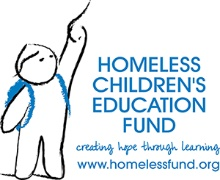 HOMELESS
CHILDREN'S
EDUCATION
FUND
creating hope through learning
www.homelessfund.org